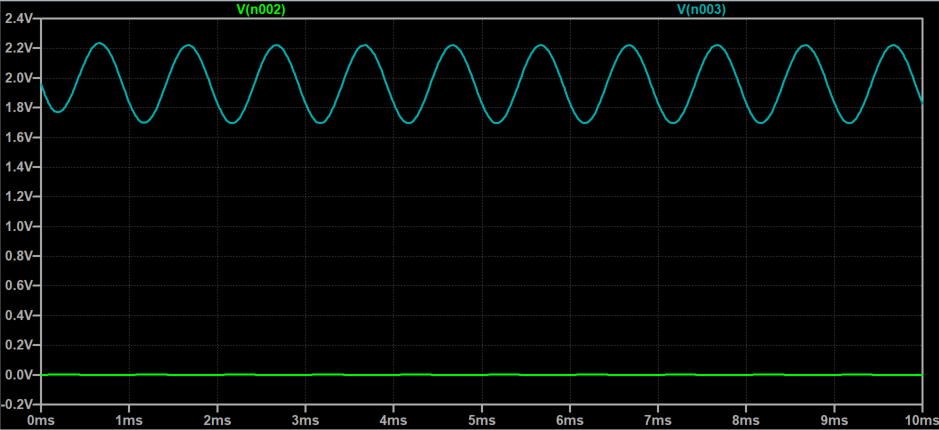 V(n002) V(n003)
2.4V
2.2V
2.0V
1.8V
1.6V
1.4V
1.2V
1.0V
0.8V
0.6V
0.4V
0.2V
0.0V
-0.2V
0ms 1ms 2ms 3ms 4ms 5ms 6ms 7ms 8ms 9ms 10ms